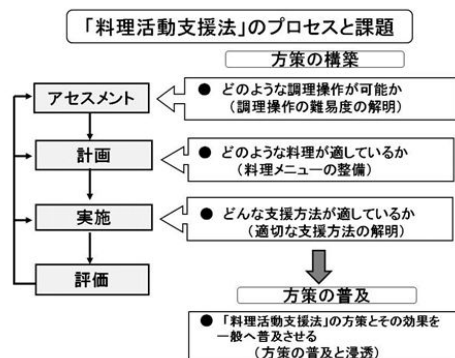 「料理活動支援法」のプロセスと課題
方策の構築
アセスメント
● どのような調理操作が可能か
(調理操作の難易度の解明)
計画
● どのような料理が適しているか
(料理メニューの整備)
実施
● どんな支援方法が適しているか
(適切な支援方法の解明)
評価
方策の普及
● 「料理活動支援法」の方策とその効果を
一般へ普及させる
(方策の普及と浸透)